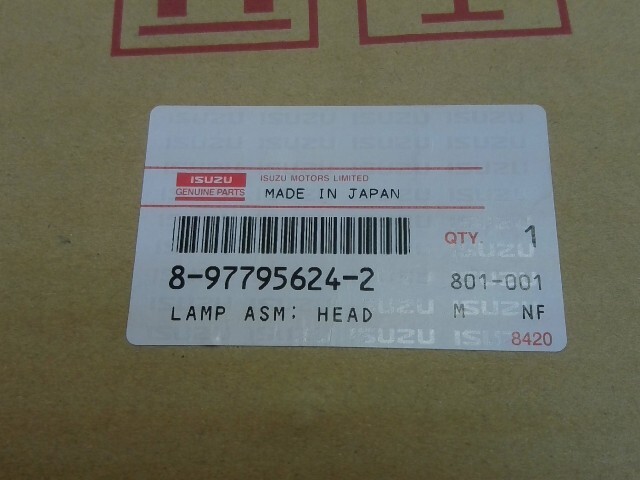 ISUZU
GENUINE PARTS
ISUZU MOTORS LIMITED
MADE IN JAPAN
QTY. 1
8-97795624-2
801-001
LAMP ASM: HEAD
M NF
8420